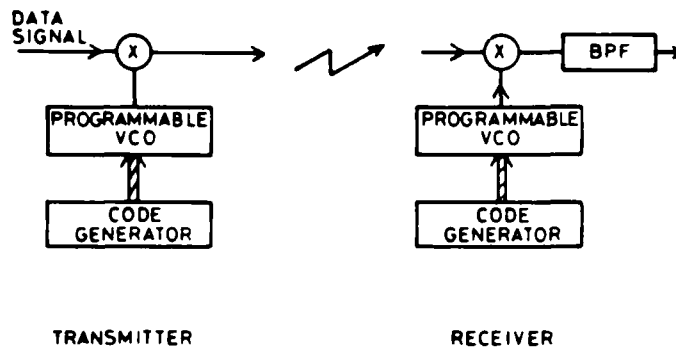 DATA
SIGNAL
X
PROGRAMMABLE
VCO
CODE
GENERATOR
TRANSMITTER
X
BPF
PROGRAMMABLE
VCO
CODE
GENERATOR
RECEIVER